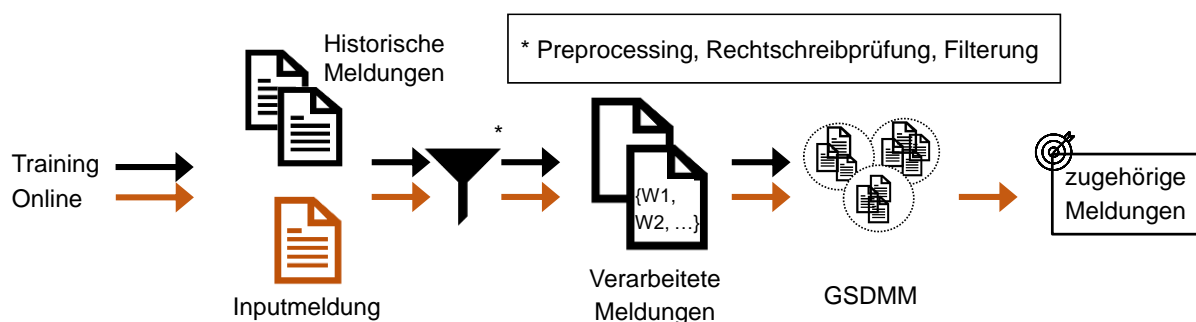 Historische
Meldungen
* Preprocessing, Rechtschreibprüfung, Filterung
*
Training
Online
{W1,
W2, …}
zugehörige
Meldungen
Inputmeldung
Verarbeitete
Meldungen
GSDMM